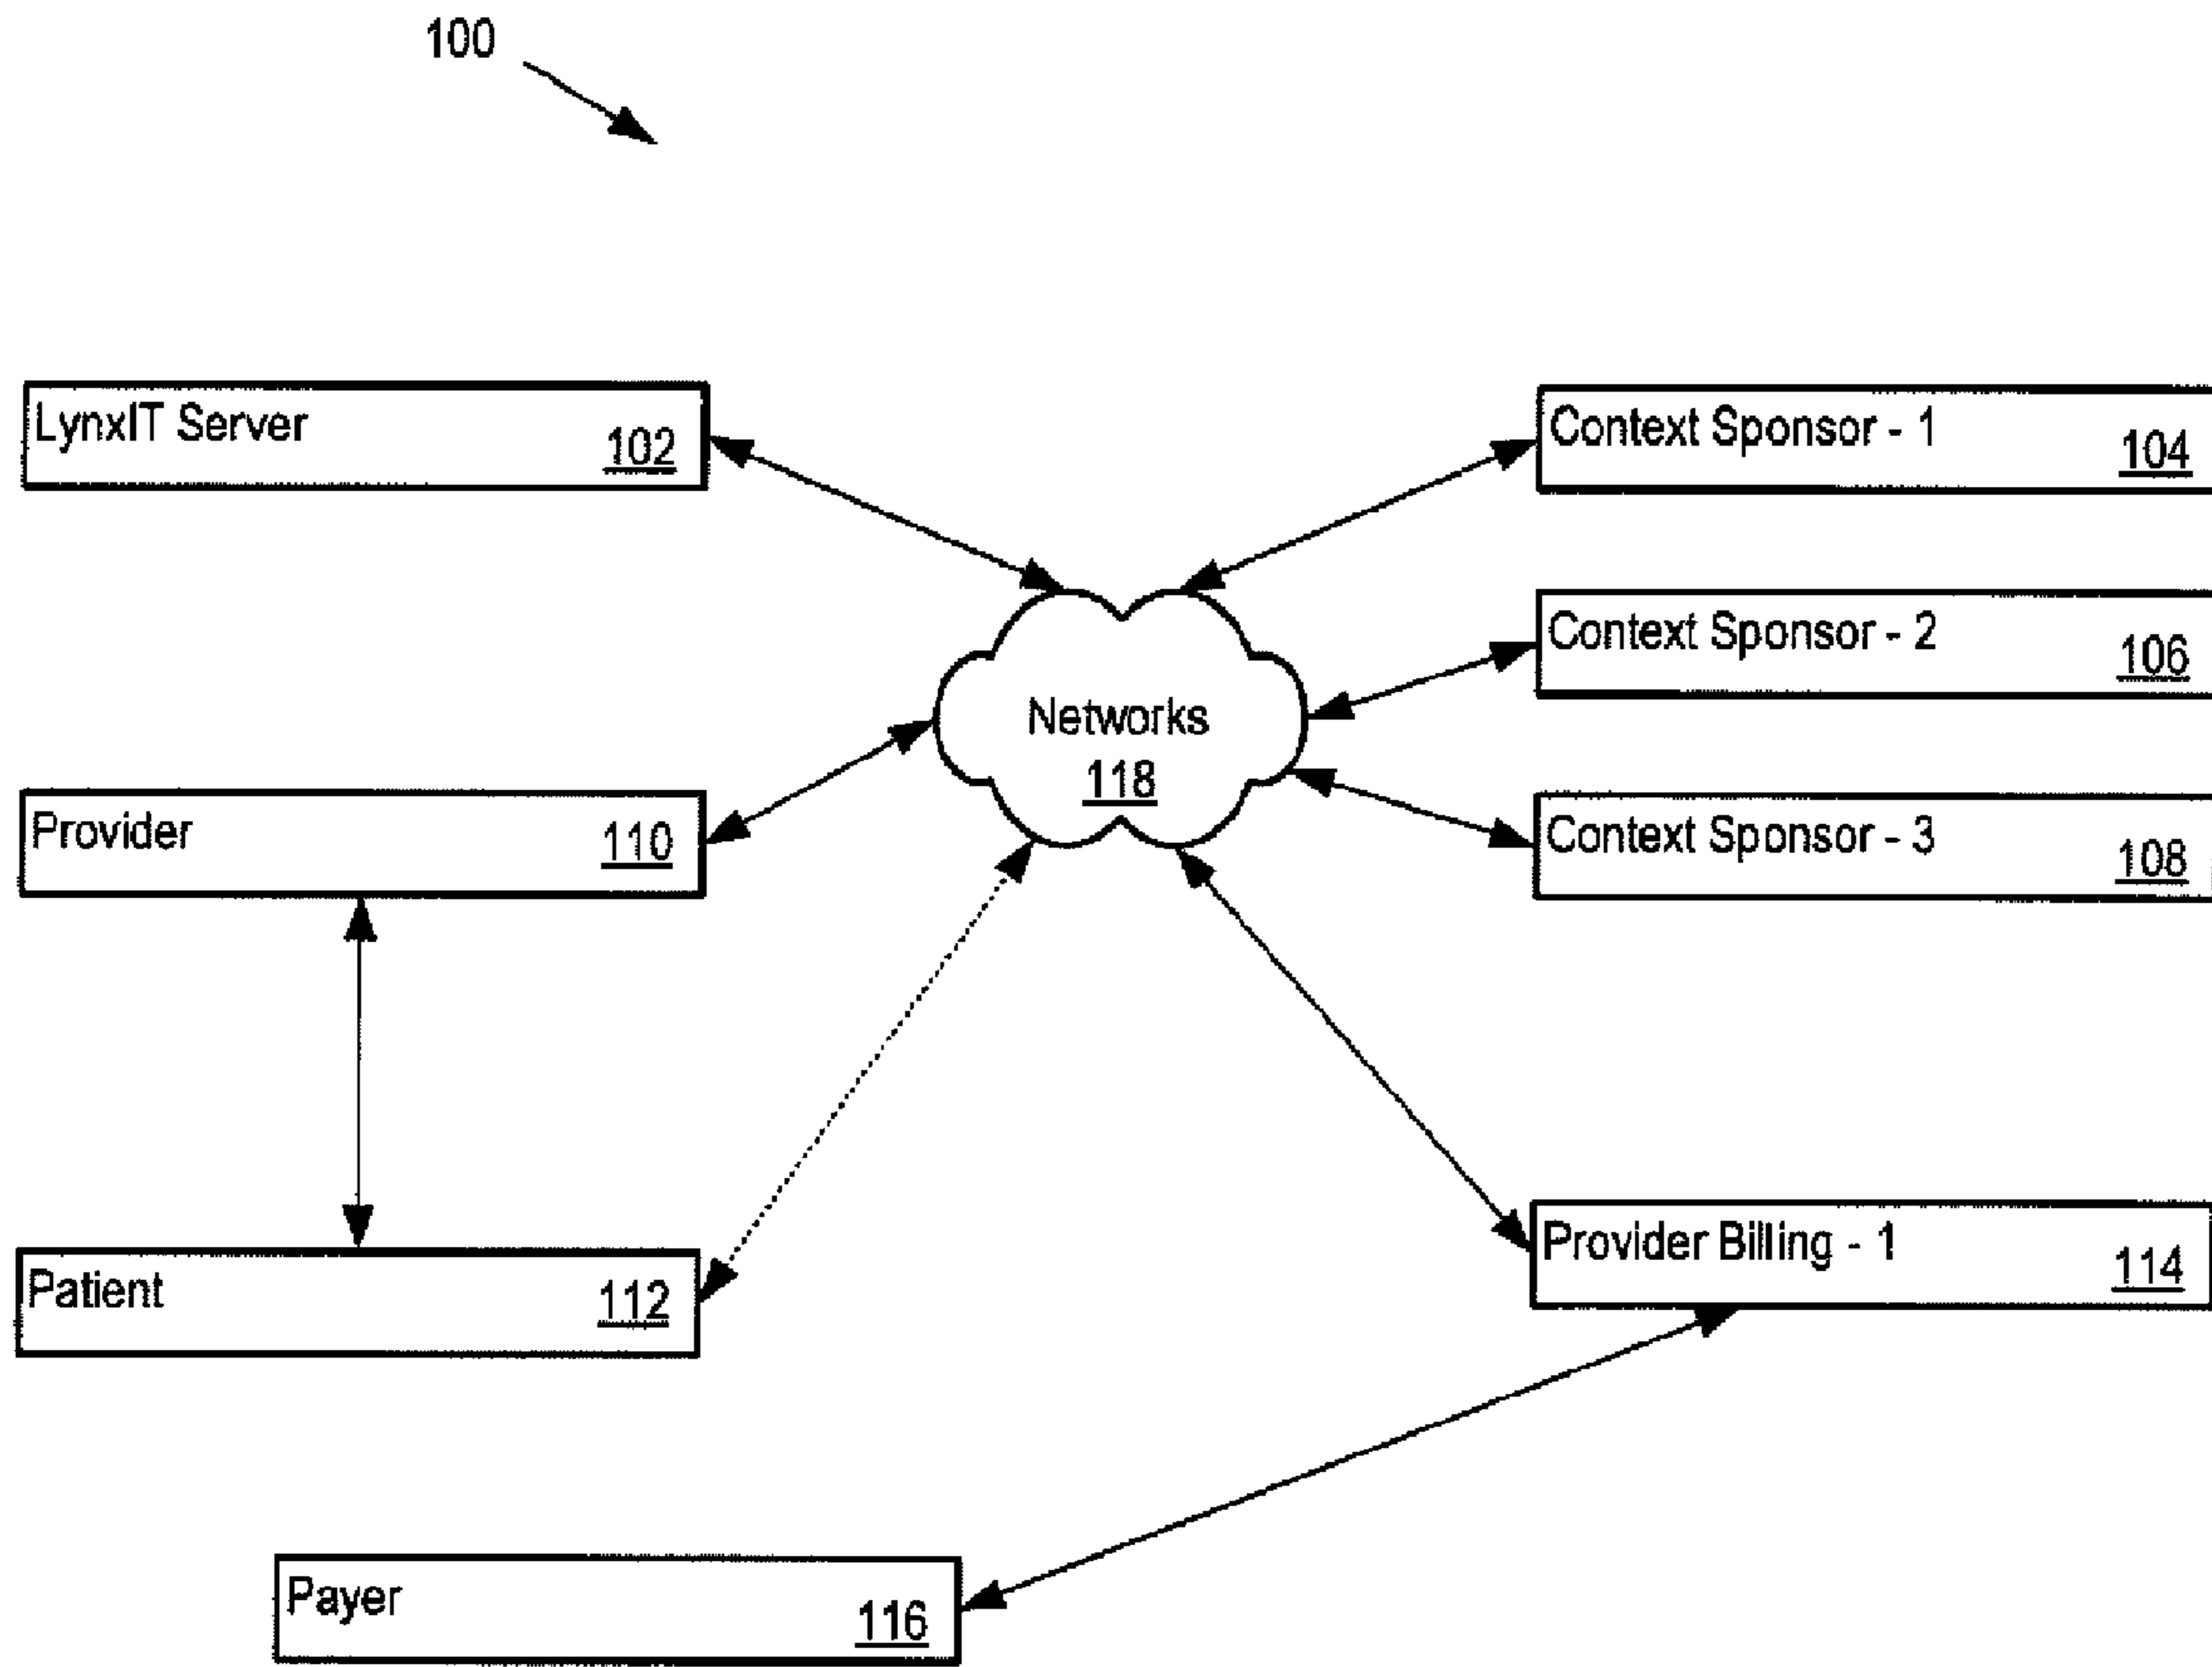 100
LynxIT Server
102
Context Sponsor - 1
104
Context Sponsor - 2
106
Networks
118
Provider
110
Context Sponsor - 3
108
Patient
112
Provider Billing - 1
114
Payer
116